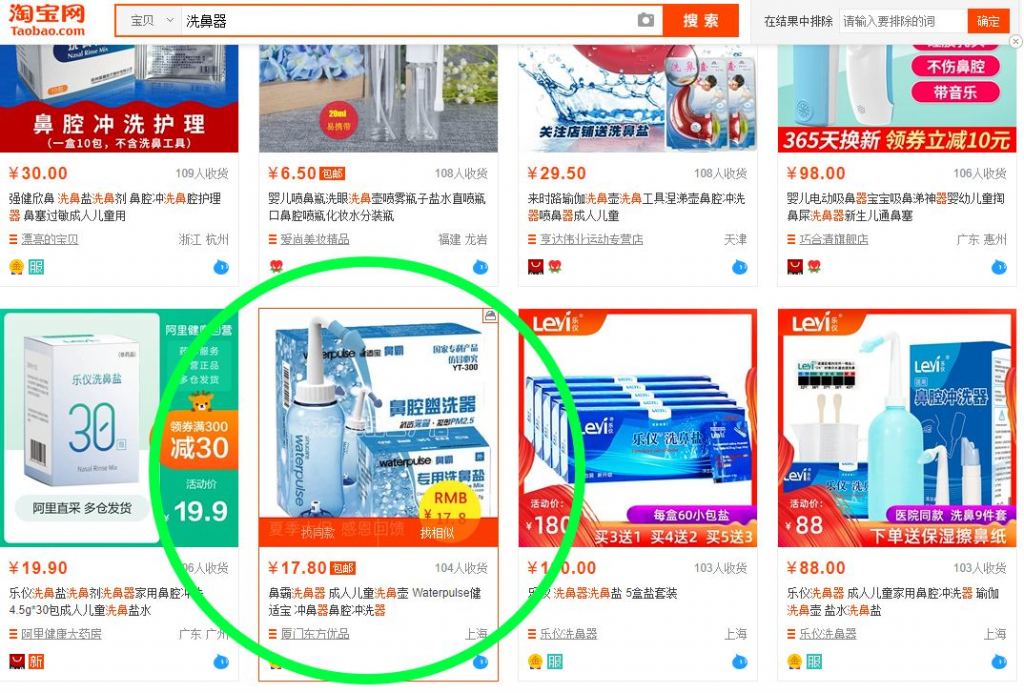 淘宝网
Taobao.com
宝贝
洗鼻器
搜 索
在结果中排除
请输入要排除的词
确定
Nasal Rinse Mix
鼻腔冲洗护理
(一盒10包,不含洗鼻工具)
20ml
易携带
洗鼻壶
关注店铺送洗鼻盐
不伤鼻腔
带音乐
365天换新 领券立减10元
¥30.00
109人收货
强健欣鼻 洗鼻盐洗鼻剂 鼻腔冲洗鼻腔护理
器 鼻塞过敏成人儿童用
漂亮的宝贝
浙江 杭州
服
¥6.50 包邮
108人收货
婴儿喷鼻瓶洗眼洗鼻壶喷雾瓶子盐水直喷瓶
口鼻腔喷瓶化妆水分装瓶
爱尚美妆精品
福建 龙岩
¥29.50
108人收货
来时路瑜伽洗鼻壶洗鼻工具涅涕壶鼻腔冲洗
器喷鼻器成人儿童
亨达伟业运动专营店
天津
¥98.00
106人收货
婴儿电动吸鼻器宝宝吸鼻涕神器婴幼儿童掏
鼻屎洗鼻器新生儿通鼻塞
巧合清旗舰店
广东 惠州
乐仪洗鼻盐
30
Nasal Rinse Mix
阿里直采 多仓发货
领券满300
减30
活动价
19.9
waterpulse
鼻霸
国家专利产品
仿冒必究
YT-300
鼻腔盥洗器
PM2.5
waterpulse 鼻霸
专用洗鼻盐
Waterpulse
RMB
¥17.8
感恩回馈
找同款
找相似
Levi 乐仪
乐仪 洗鼻盐
活动价:
¥180
每盒60小包盐
买3送1 买4送2 买5送3
Levi 乐仪
Levi 乐仪
鼻腔冲洗器
活动价:
¥88
医院同款 洗鼻9件套
下单送保湿擦鼻纸
¥19.90
人收货
乐仪洗鼻盐洗鼻剂洗鼻器家用鼻腔冲洗
4.5g*30包成人儿童洗鼻盐水
阿里健康大药房
广东 广州
新
¥17.80 包邮
104人收货
鼻霸洗鼻器 成人儿童洗鼻壶 Waterpulse健
适宝 冲鼻器鼻腔冲洗器
厦门东方优品
上海
103人收货
乐仪 洗鼻器洗鼻盐 5盒盐套装
乐仪洗鼻器
上海
服
¥88.00
103人收货
乐仪洗鼻器 成人儿童家用鼻腔冲洗器 瑜伽
洗鼻壶 盐水洗鼻盐
乐仪洗鼻器
上海
服